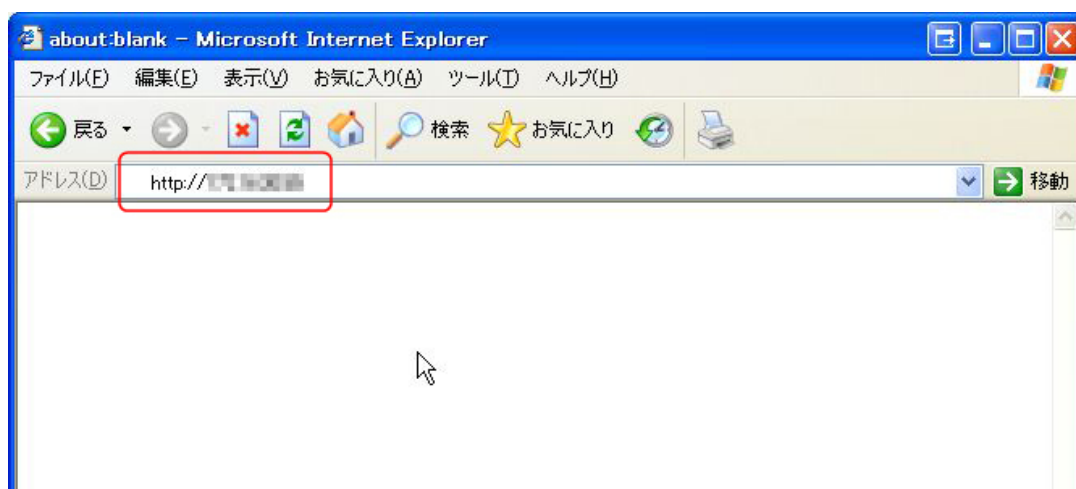 about:blank - Microsoft Internet Explorer
ファイル(F) 編集(E) 表示(V) お気に入り(A) ツール(T) ヘルプ(H)
戻る 検索 お気に入り
アドレス(D) http:// 移動